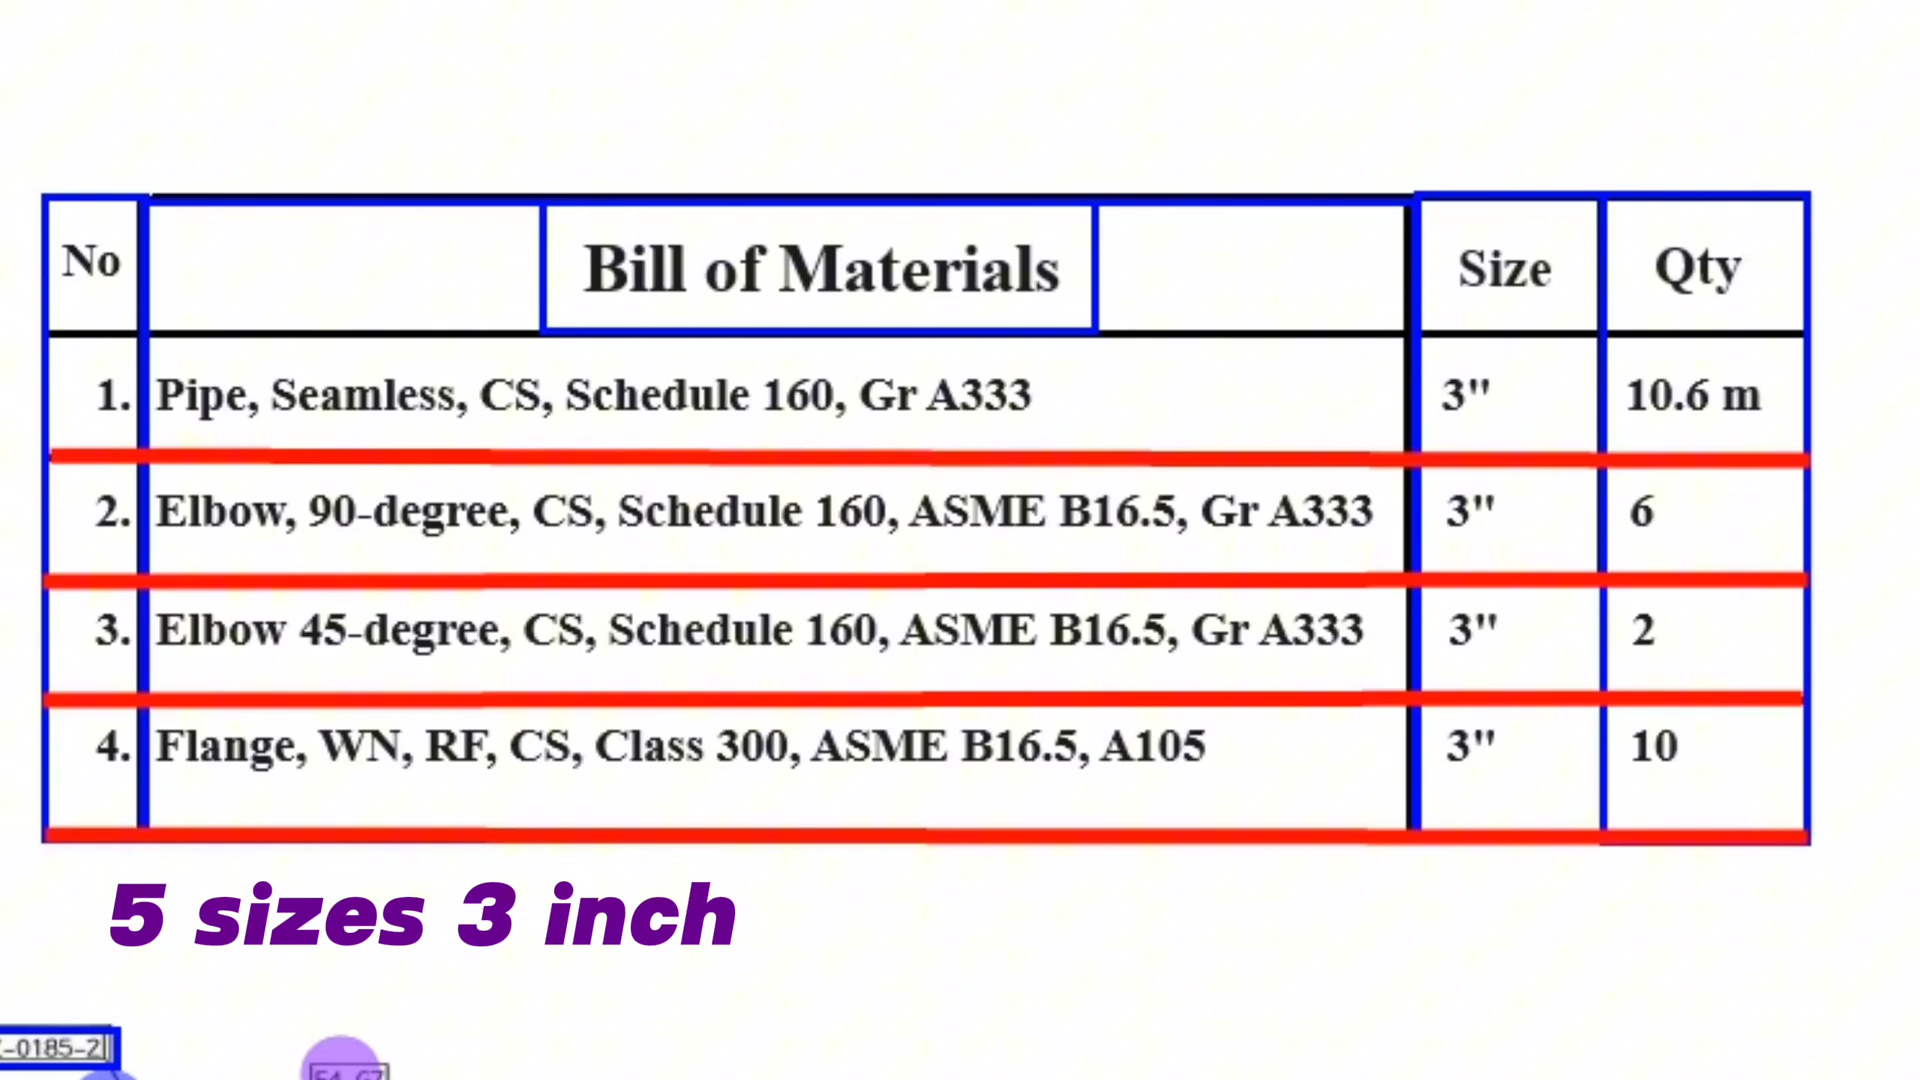 No Bill of Materials Size Qty
1. Pipe, Seamless, CS, Schedule 160, Gr A333 3" 10.6 m
2. Elbow, 90-degree, CS, Schedule 160, ASME B16.5, Gr A333 3" 6
3. Elbow 45-degree, CS, Schedule 160, ASME B16.5, Gr A333 3" 2
4. Flange, WN, RF, CS, Class 300, ASME B16.5, A105 3" 10
5 sizes 3 inch
-0185-2